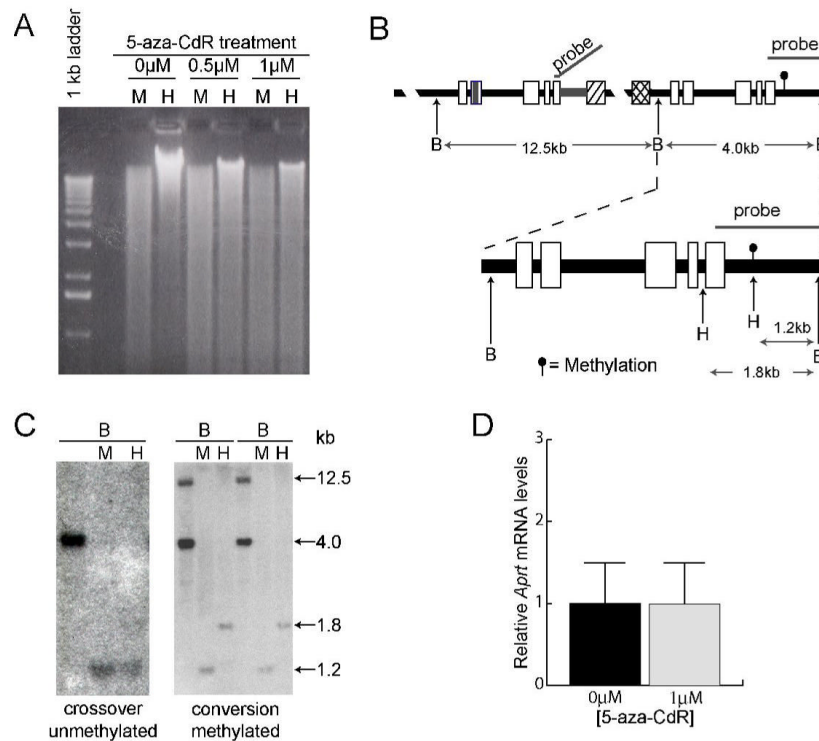 A
1 kb ladder
5-aza-CdR treatment
0µM 0.5µM 1µM
M H M H M H
B
probe
probe
B B B
12.5kb 4.0kb
probe
H H
B B
1.2kb
1.8kb
= Methylation
C
B B B kb
M H M H M H
12.5
4.0
1.8
1.2
crossover
unmethylated
conversion
methylated
D
Relative Aprt mRNA levels
3
2
1
0
0µM 1µM
[5-aza-CdR]